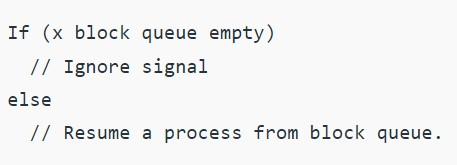 If (x block queue empty)
  // Ignore signal
else
  // Resume a process from block queue.